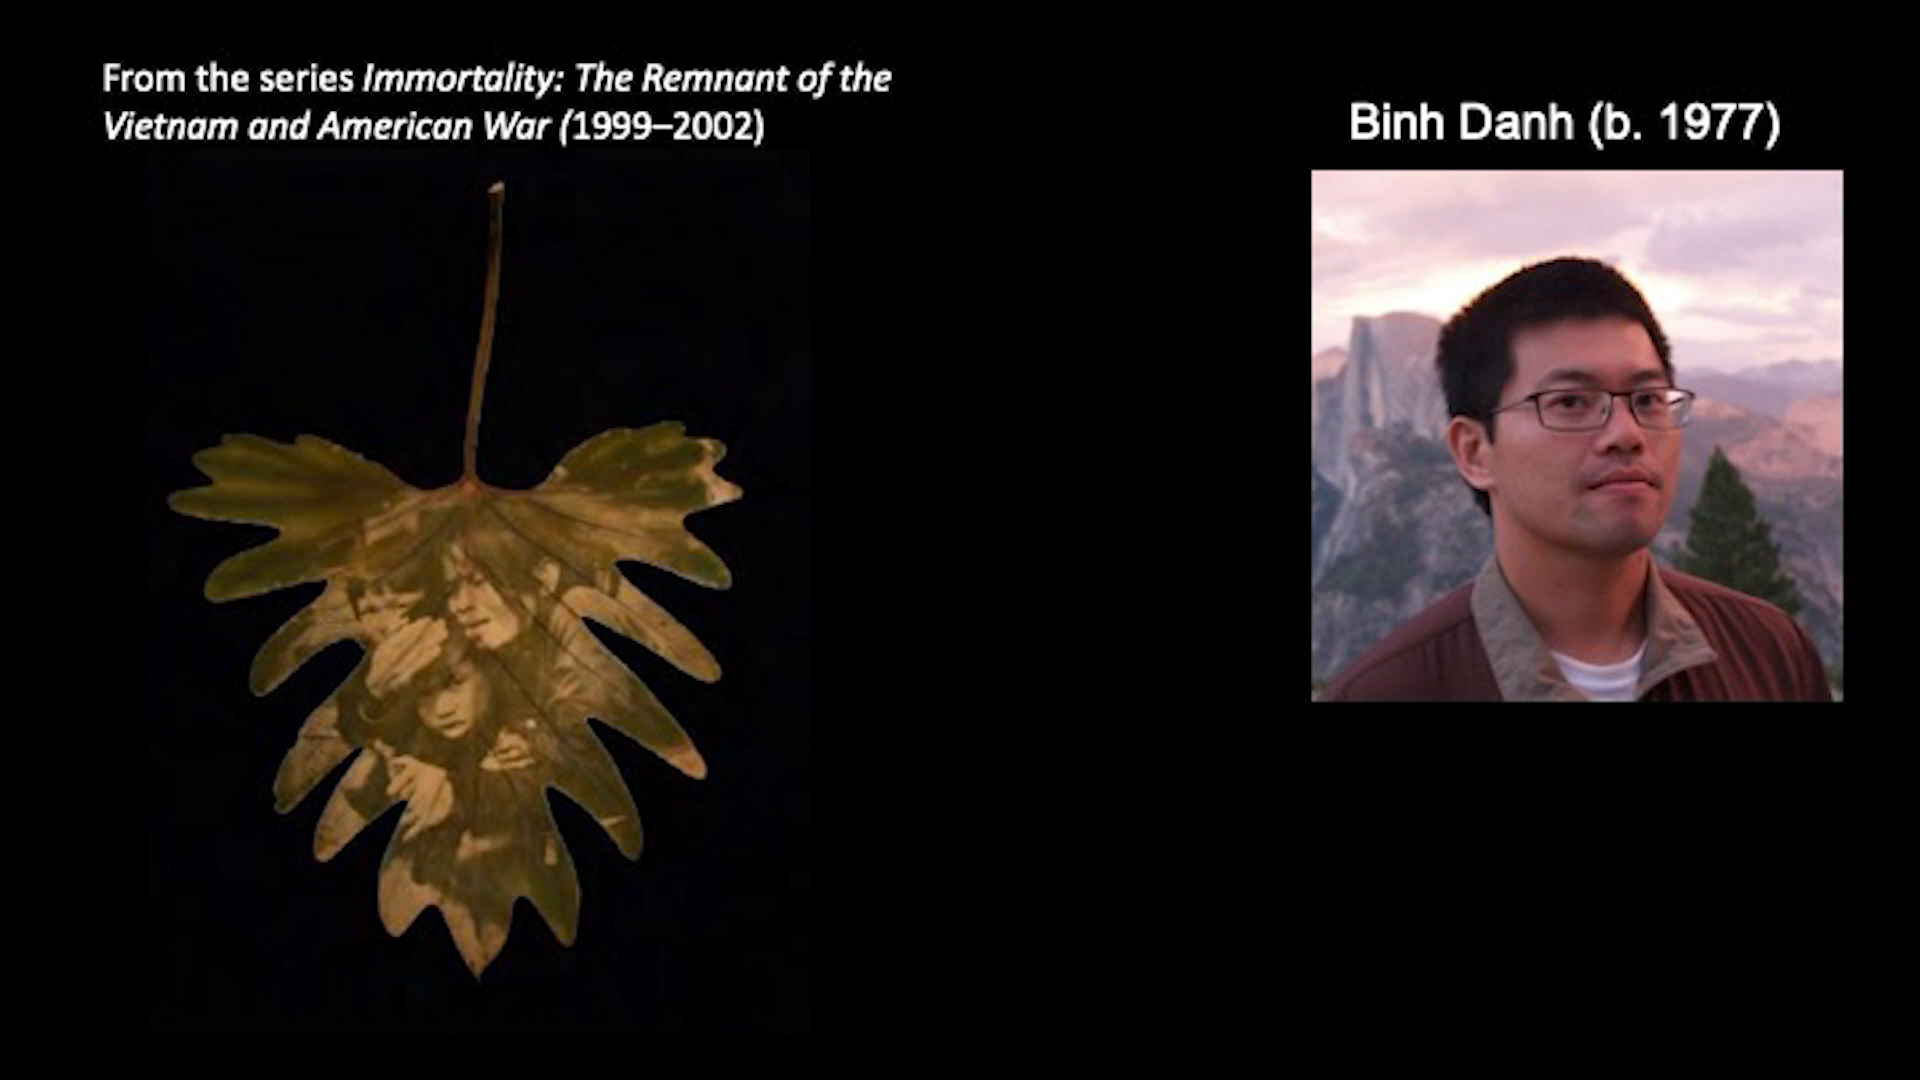 From the series Immortality: The Remnant of the
Vietnam and American War (1999–2002)
Binh Danh (b. 1977)